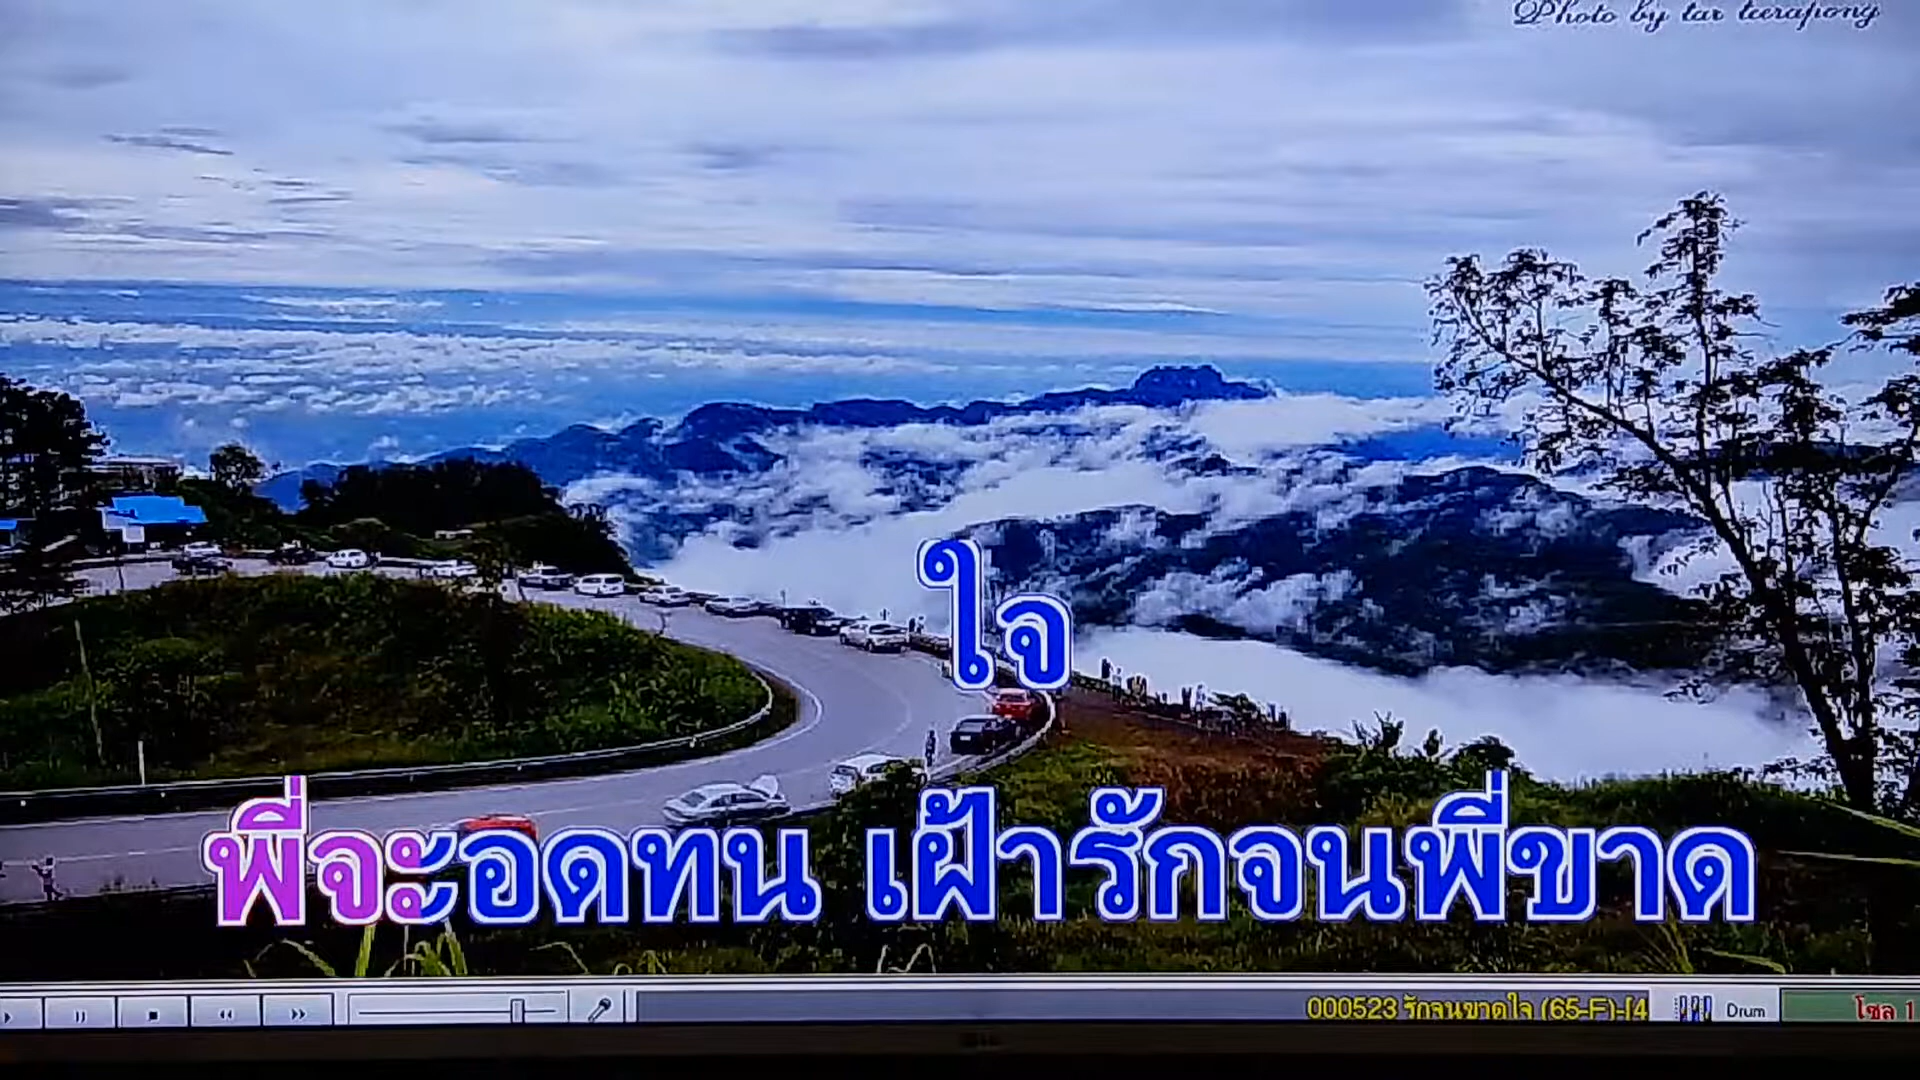 Photo by tar teerapong
ใจ
พี่จะอดทน เฝ้ารักจนพี่ขาด
000523 รักจนขาดใจ (65-F)-[4
Drum
โซล 1